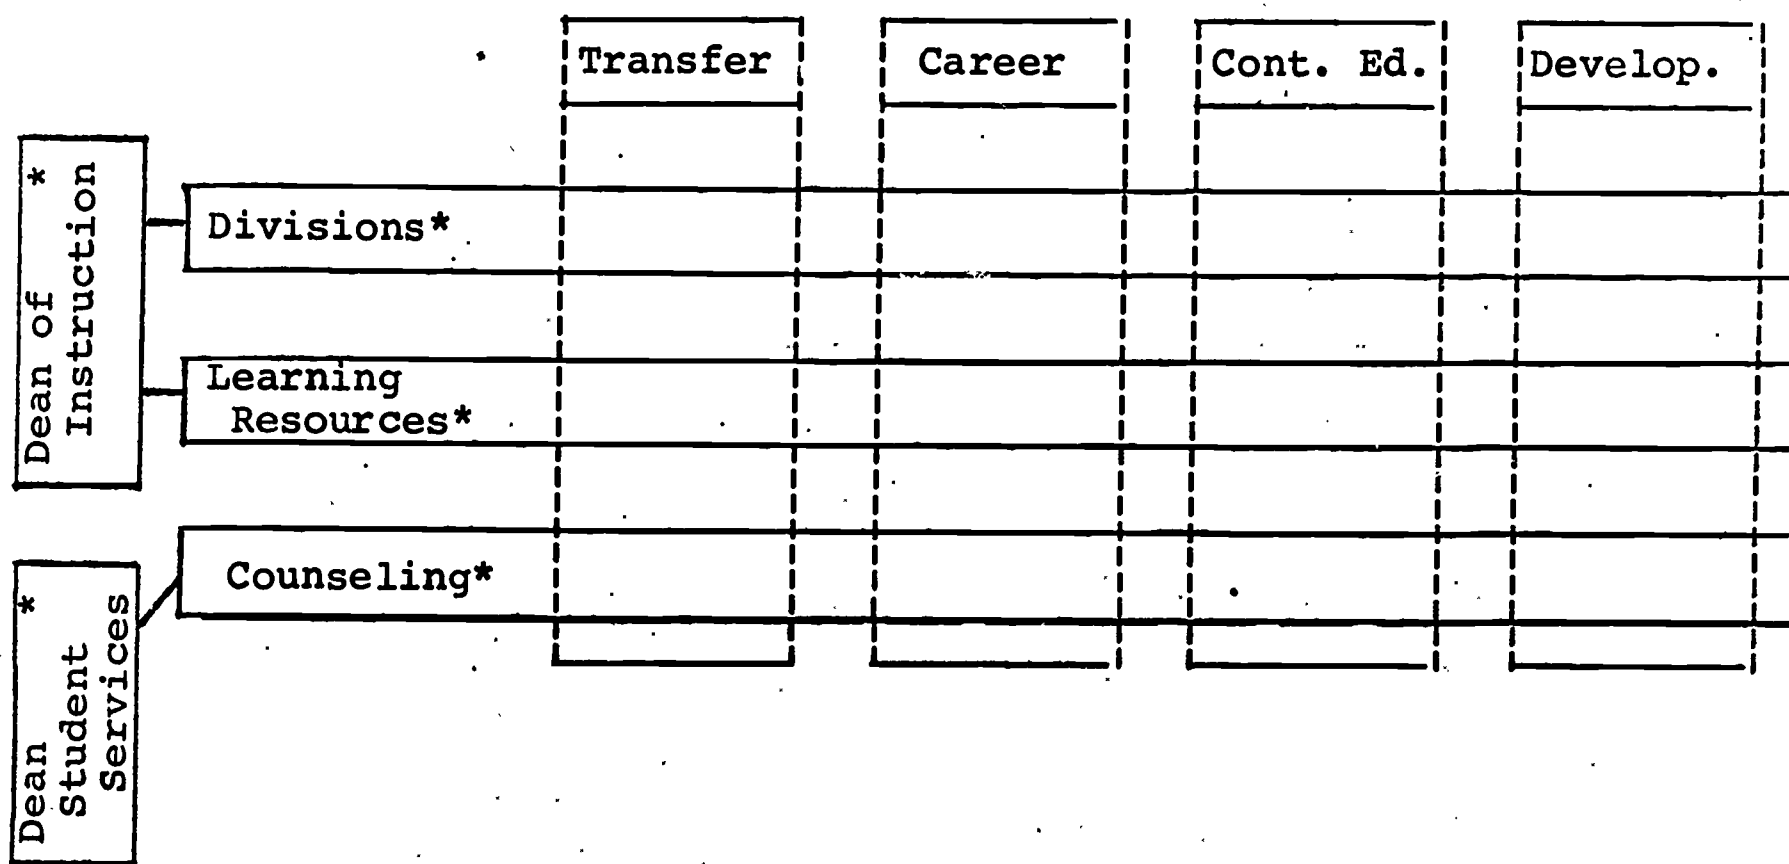 Transfer
Career
Cont. Ed.
Develop.
Dean of *
Instruction
Divisions*
Learning
Resources*
Counseling*
Dean *
Student
Services